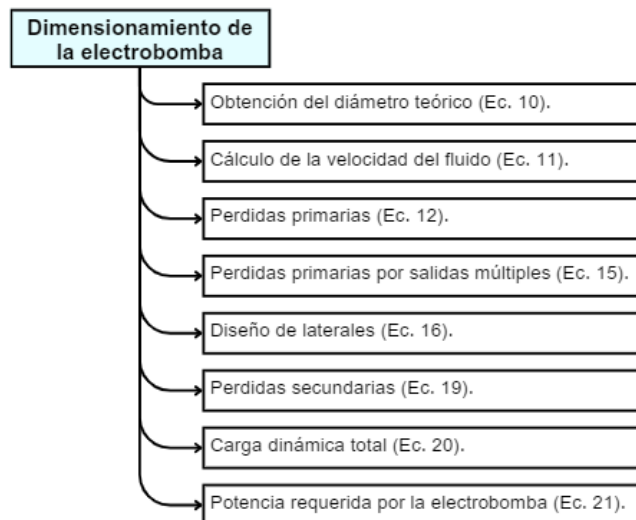 Dimensionamiento de
la electrobomba
Obtención del diámetro teórico (Ec. 10).
Cálculo de la velocidad del fluido (Ec. 11).
Perdidas primarias (Ec. 12).
Perdidas primarias por salidas múltiples (Ec. 15).
Diseño de laterales (Ec. 16).
Perdidas secundarias (Ec. 19).
Carga dinámica total (Ec. 20).
Potencia requerida por la electrobomba (Ec. 21).